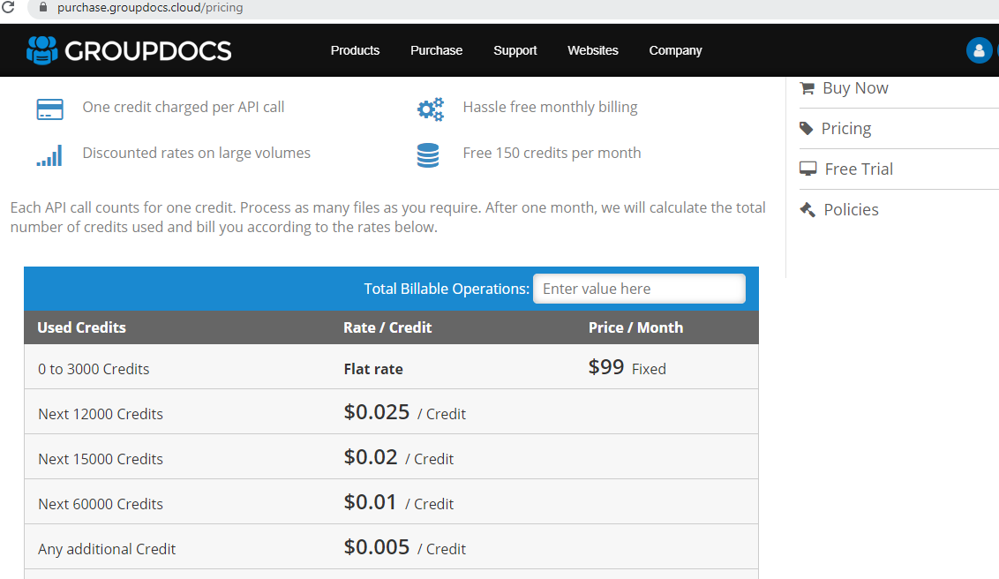 purchase.groupdocs.cloud/pricing
GROUPDOCS Products Purchase Support Websites Company
One credit charged per API call
Hassle free monthly billing
Discounted rates on large volumes
Free 150 credits per month
Each API call counts for one credit. Process as many files as you require. After one month, we will calculate the total
number of credits used and bill you according to the rates below.
Total Billable Operations: Enter value here
Used Credits Rate / Credit Price / Month
0 to 3000 Credits Flat rate $99 Fixed
Next 12000 Credits $0.025 / Credit
Next 15000 Credits $0.02 / Credit
Next 60000 Credits $0.01 / Credit
Any additional Credit $0.005 / Credit
Buy Now
Pricing
Free Trial
Policies